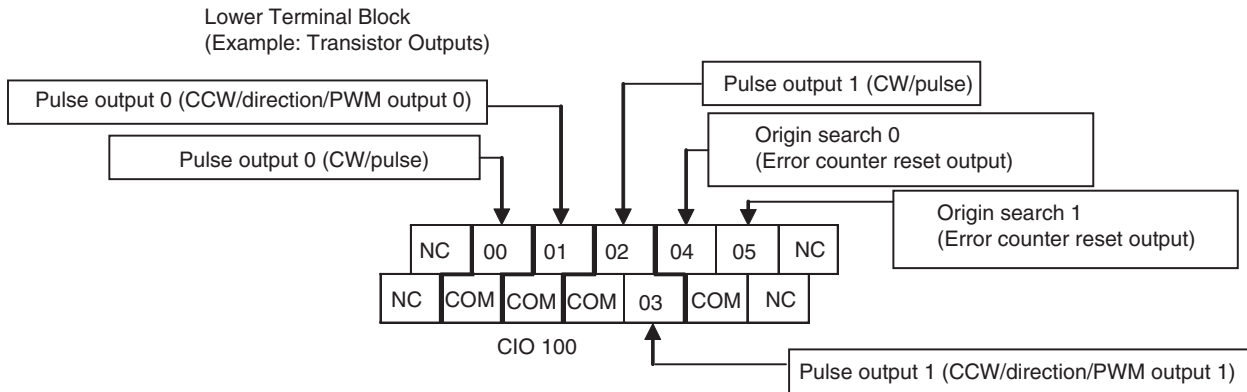 Lower Terminal Block
(Example: Transistor Outputs)
Pulse output 0 (CCW/direction/PWM output 0)
Pulse output 1 (CW/pulse)
Pulse output 0 (CW/pulse)
Origin search 0
(Error counter reset output)
Origin search 1
(Error counter reset output)
NC 00 01 02 04 05 NC
NC COM COM COM 03 COM NC
CIO 100
Pulse output 1 (CCW/direction/PWM output 1)